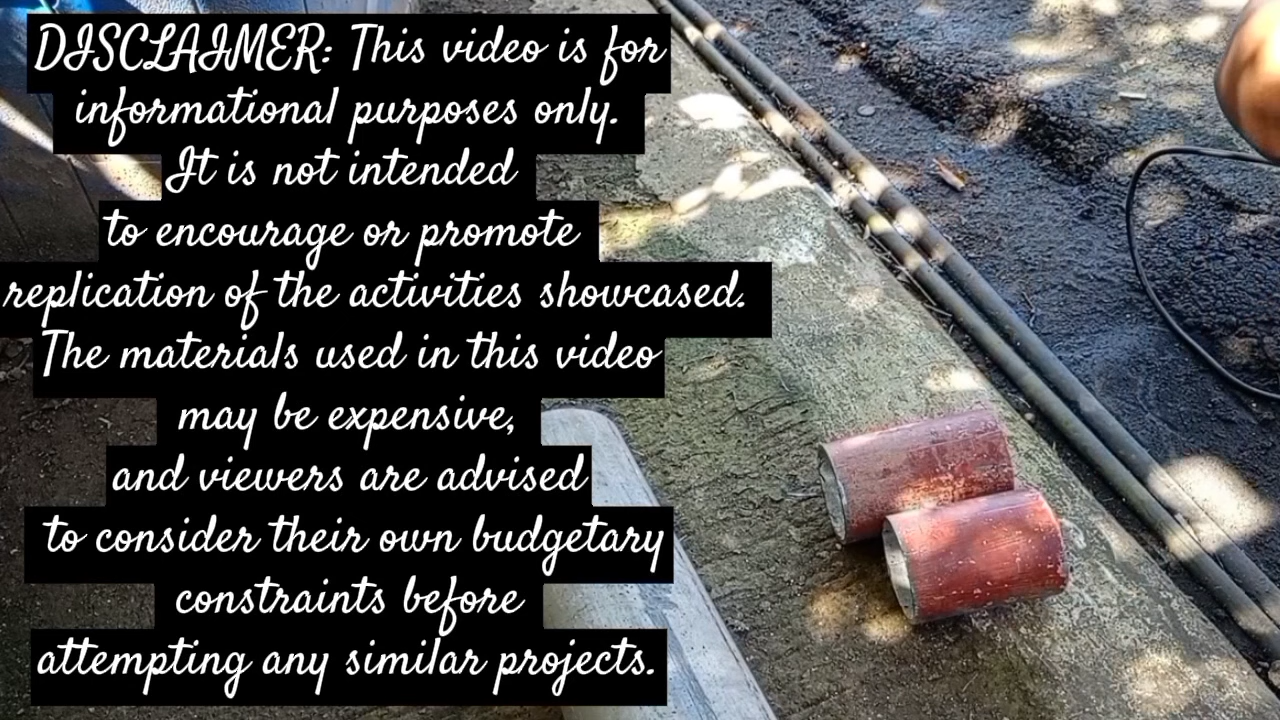 DISCLAIMER: This video is for
informational purposes only.
It is not intended
to encourage or promote
replication of the activities showcased.
The materials used in this video
may be expensive,
and viewers are advised
to consider their own budgetary
constraints before
attempting any similar projects.